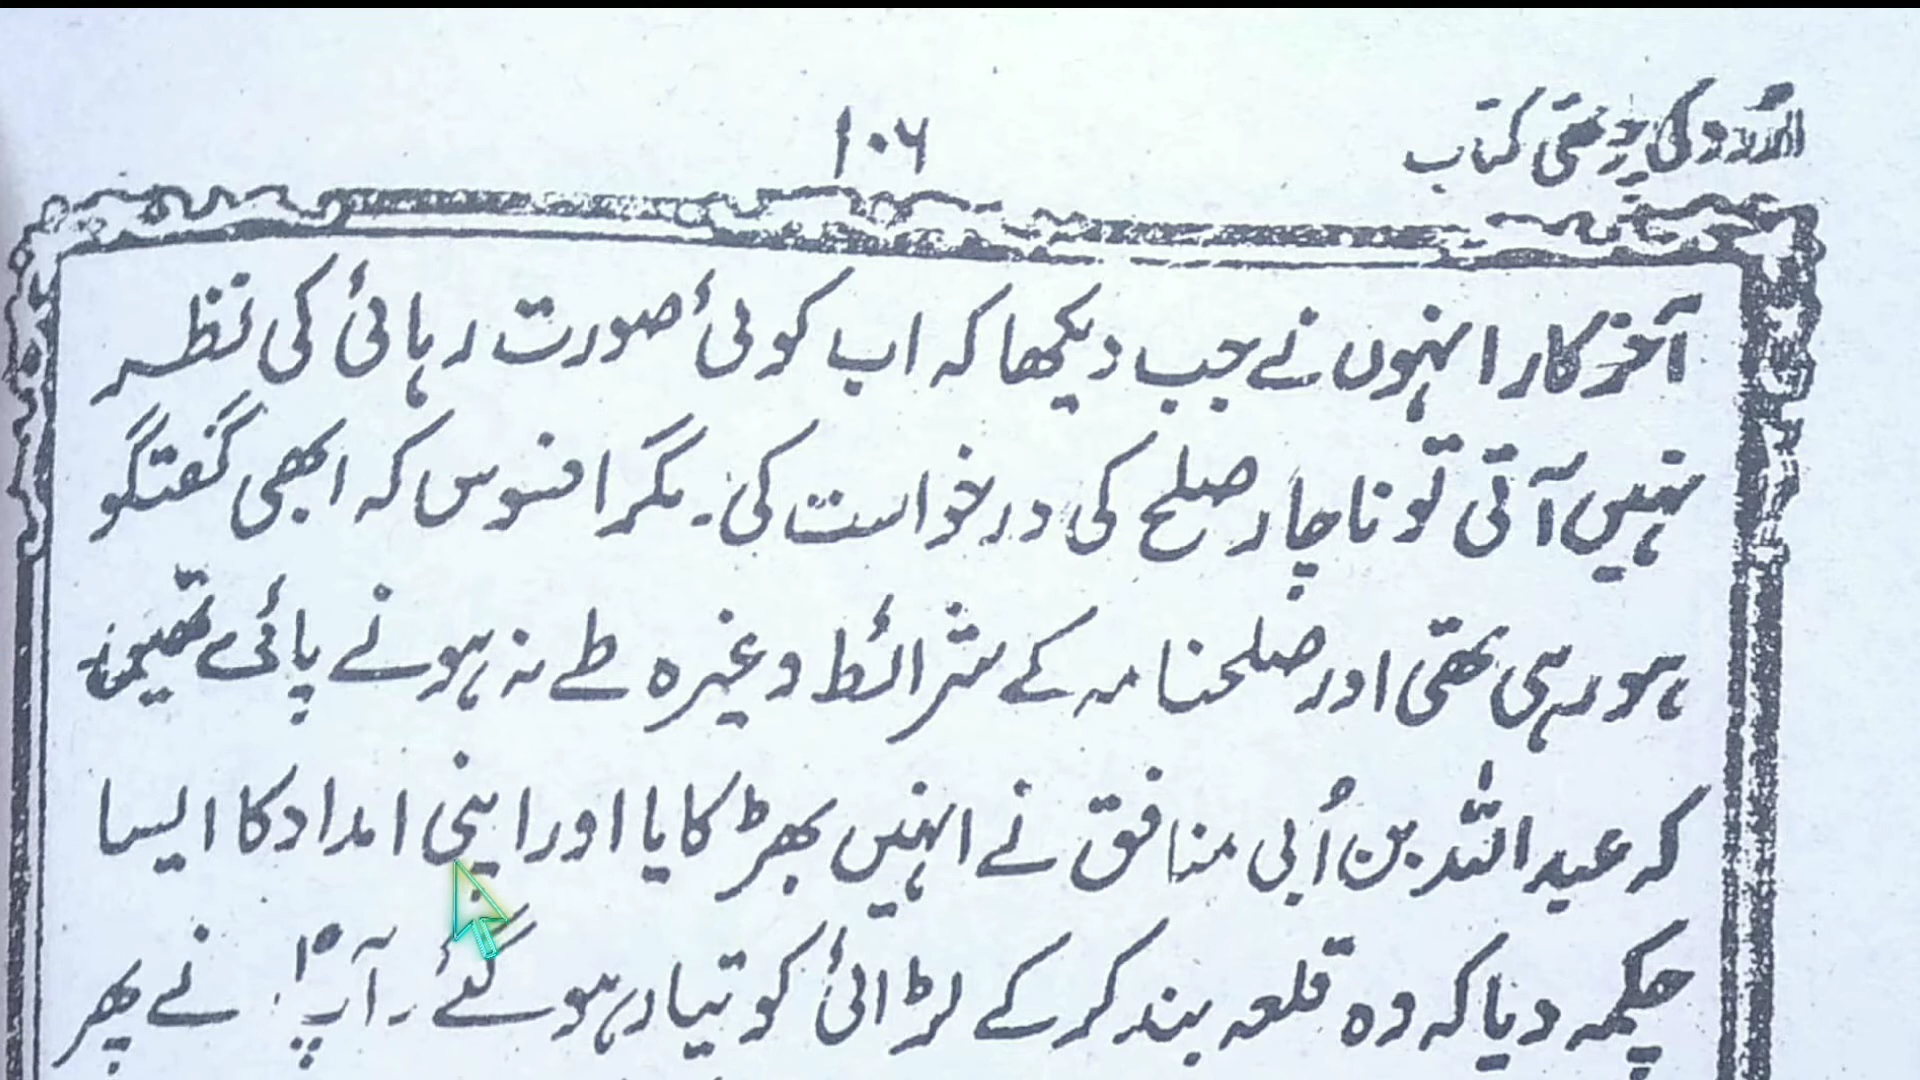 اردو کی چوتھی کتاب
۱۰۶
آخر کار انہوں نے جب دیکھا کہ اب کوئی صورت رہائی کی نظر
نہیں آتی تو ناچار صلح کی درخواست کی۔ مگر افسوس کہ ابھی گفتگو
ہو رہی تھی اور صلحنامہ کے شرائط وغیرہ طے نہ ہونے پائے تھیں
کہ عبد اللہ بن اُبی منافق نے انہیں بھڑکایا اور اپنی امداد کا ایسا
چکمہ دیا کہ وہ قلعہ بند کر کے لڑائی کو تیار ہو گئے۔ آپؐ نے پھر